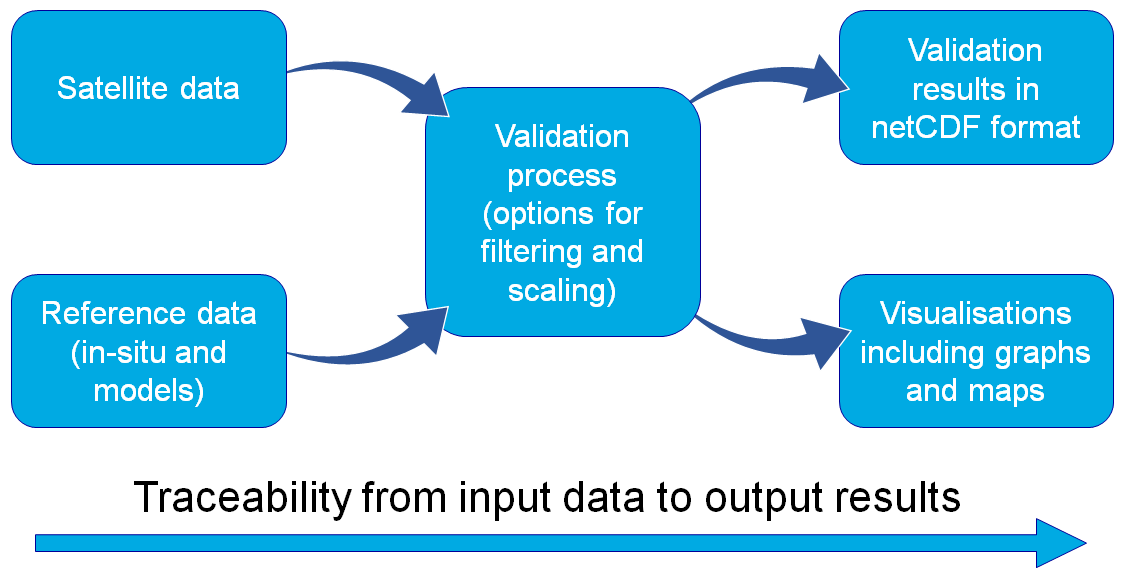 Satellite data
Reference data
(in-situ and
models)
Validation
process
(options for
filtering and
scaling)
Validation
results in
netCDF format
Visualisations
including graphs
and maps
Traceability from input data to output results